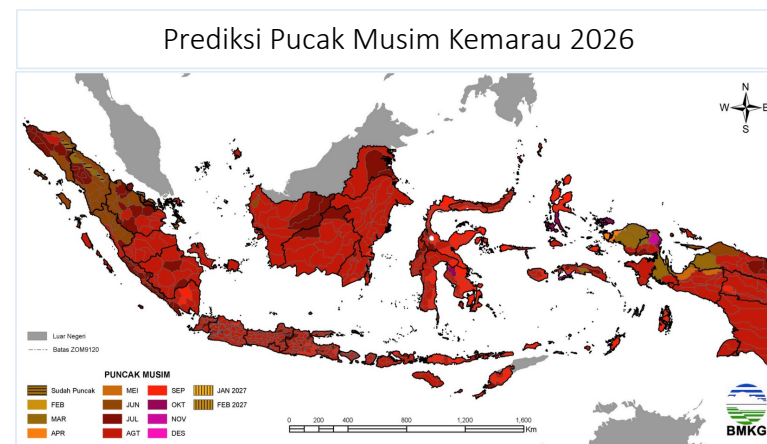 Prediksi Pucak Musim Kemarau 2026
N
W E
S
Luar Negeri
Batas ZOM9120
PUNCAK MUSIM
Sudah Puncak MEI SEP JAN 2027
FEB JUN OKT FEB 2027
MAR JUL NOV
APR AGT DES
0 200 400 800 1,200 1,600
Km
BMKG